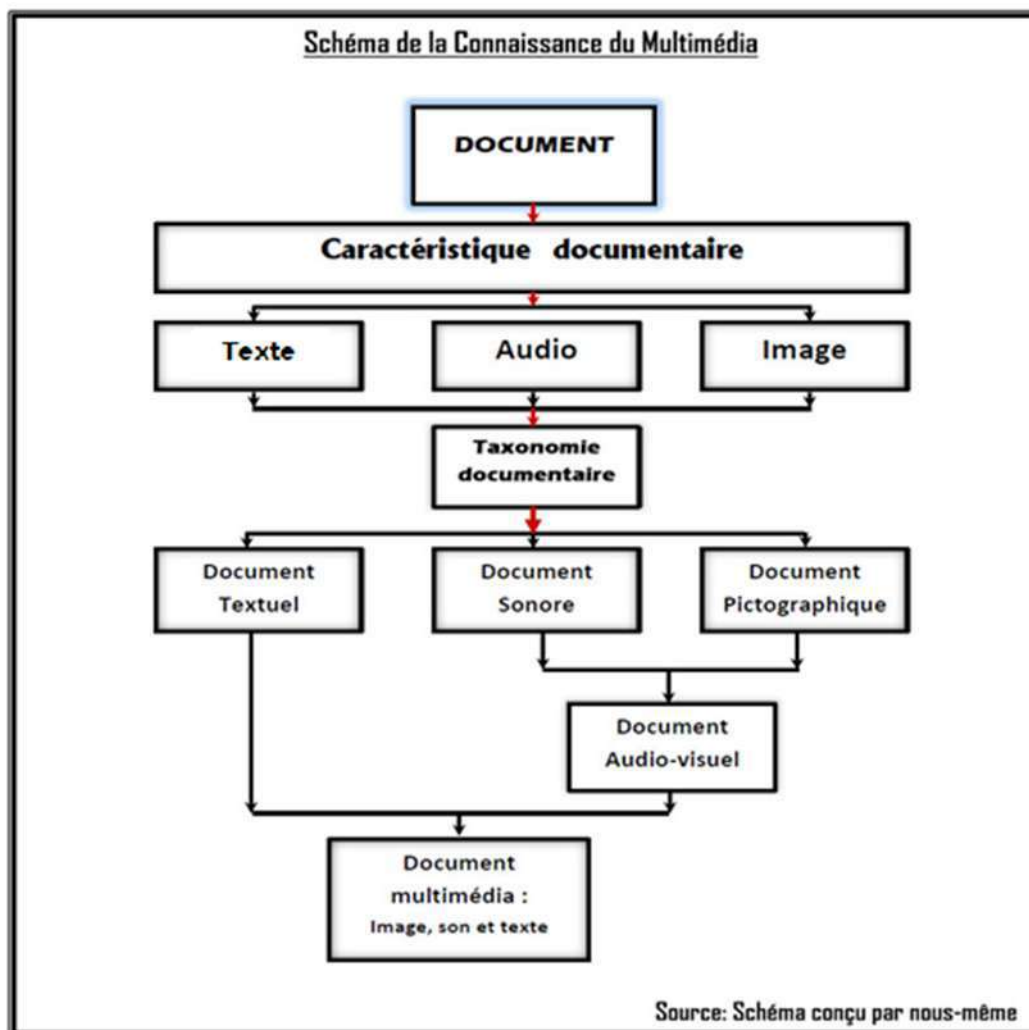 Schéma de la Connaissance du Multimédia
DOCUMENT
Caractéristique documentaire
Texte
Audio
Image
Taxonomie
documentaire
Document
Textuel
Document
Sonore
Document
Pictographique
Document
Audio-visuel
Document
multimédia :
Image, son et texte
Source: Schéma conçu par nous-même